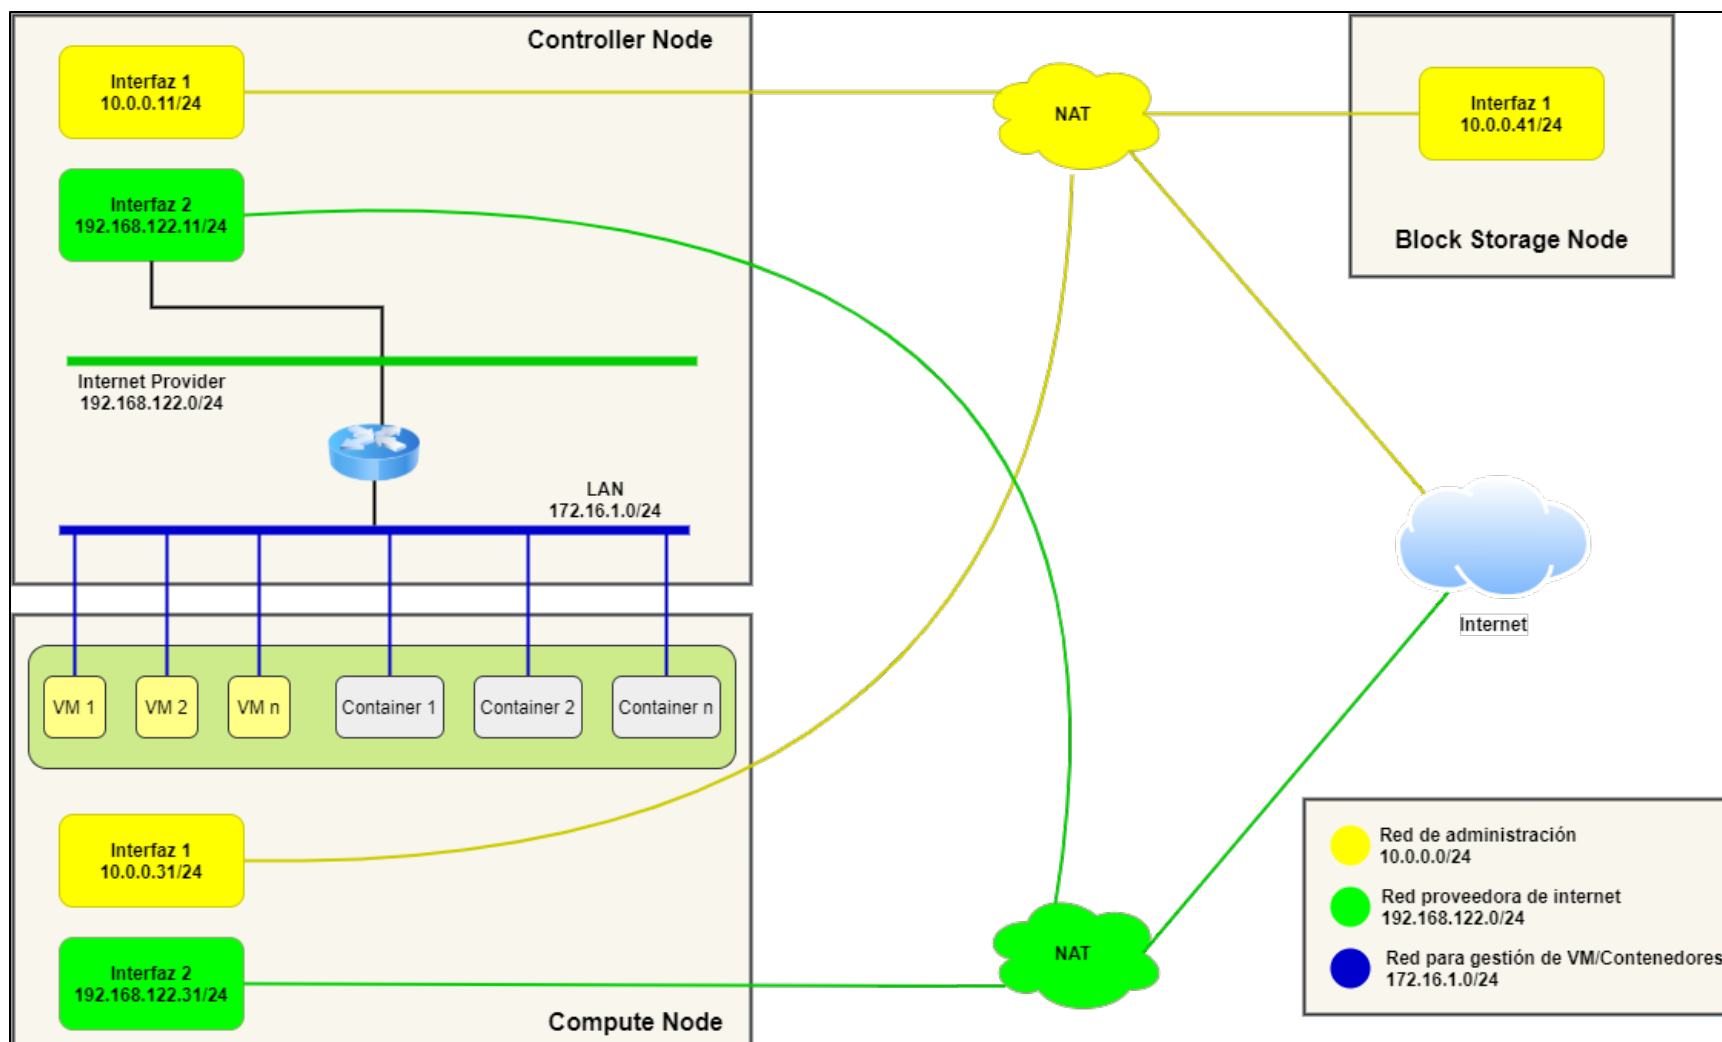 Controller Node
Interfaz 1
10.0.0.11/24
NAT
Interfaz 1
10.0.0.41/24
Interfaz 2
192.168.122.11/24
Block Storage Node
Internet Provider
192.168.122.0/24
LAN
172.16.1.0/24
Internet
VM 1
VM 2
VM n
Container 1
Container 2
Container n
Interfaz 1
10.0.0.31/24
Interfaz 2
192.168.122.31/24
Compute Node
NAT
Red de administración
10.0.0.0/24
Red proveedora de internet
192.168.122.0/24
Red para gestión de VM/Contenedores
172.16.1.0/24